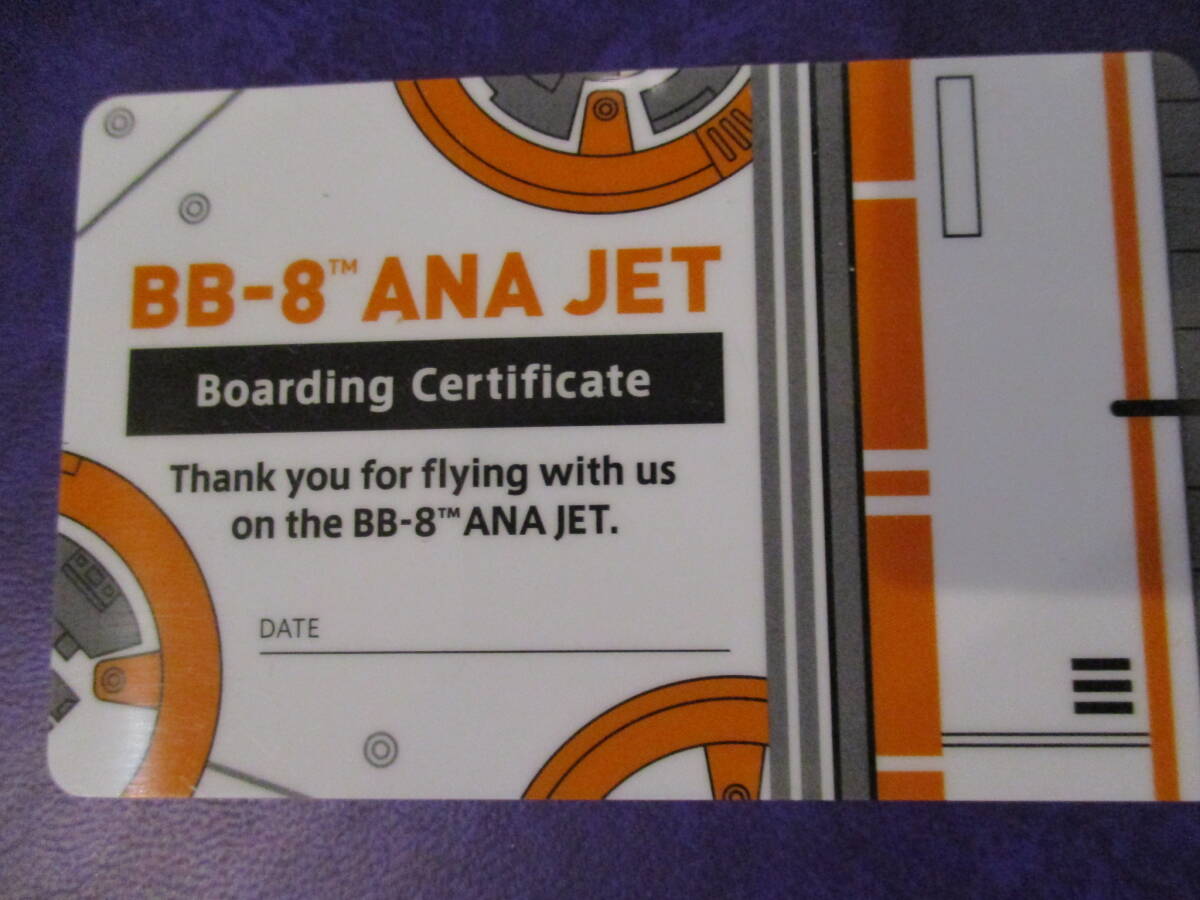 BB-8™ ANA JET
Boarding Certificate
Thank you for flying with us
on the BB-8™ ANA JET.
DATE